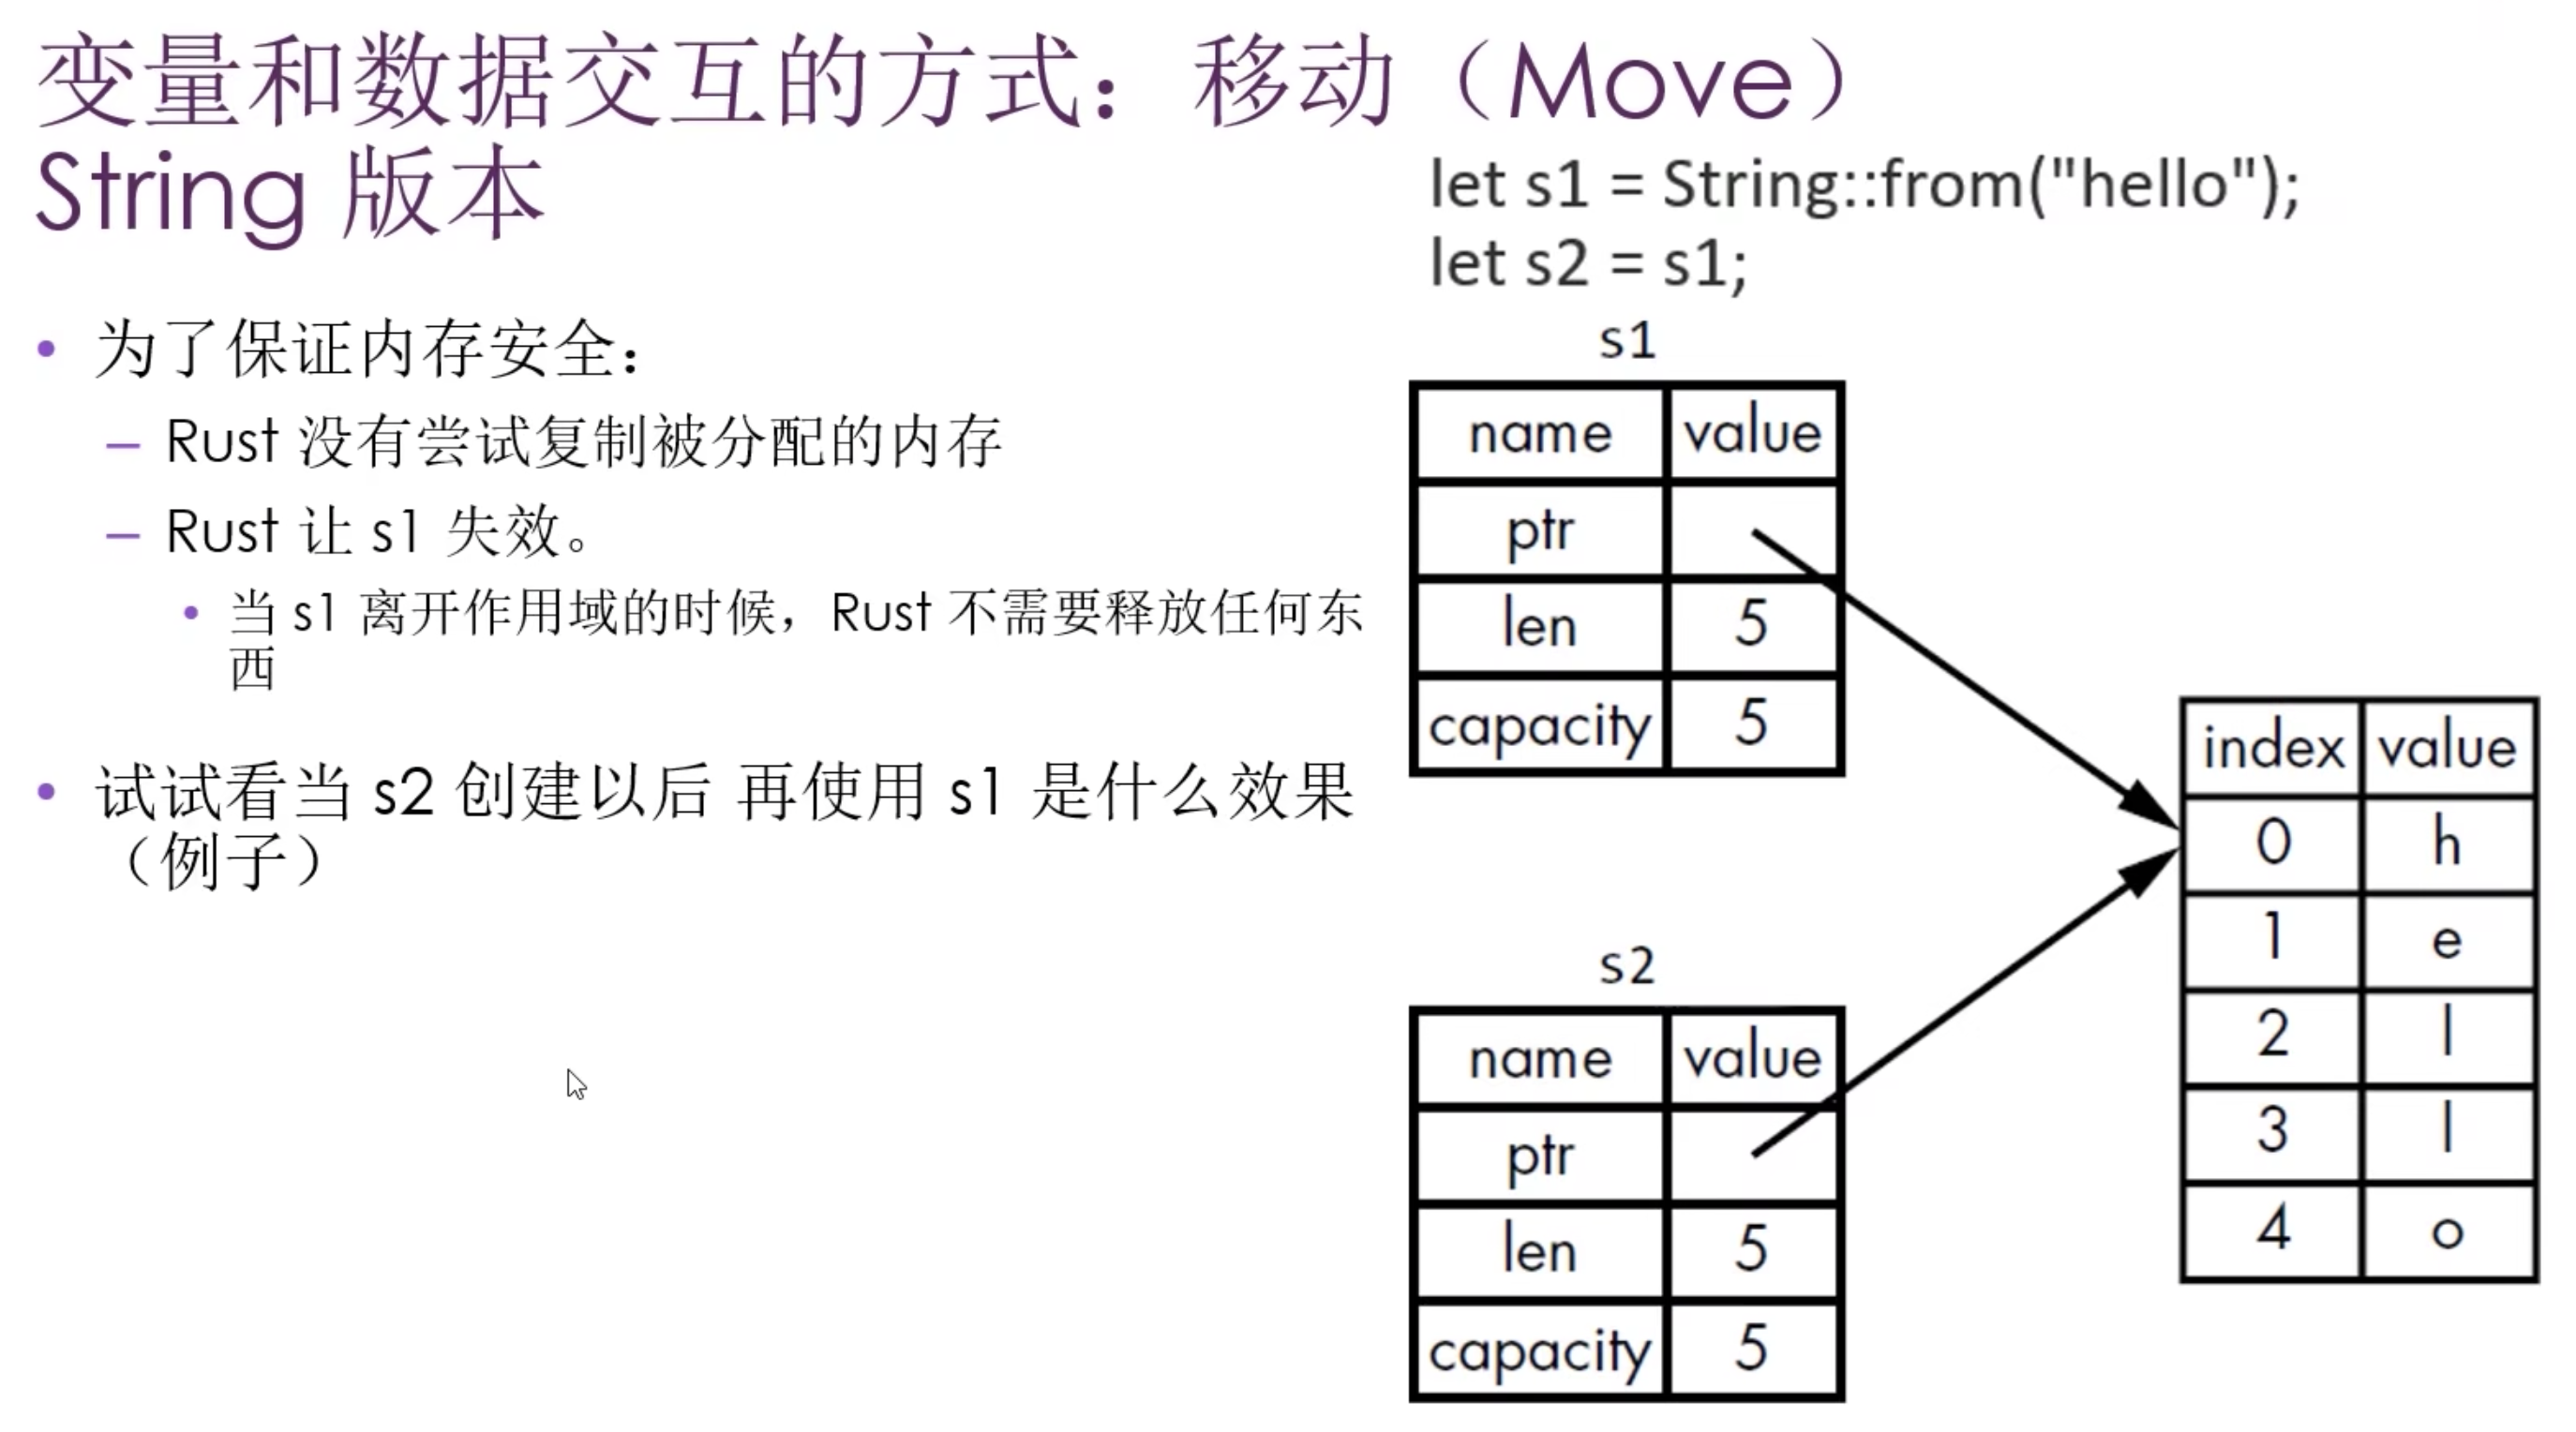 变量和数据交互的方式：移动（Move）
String 版本
let s1 = String::from("hello");
let s2 = s1;
• 为了保证内存安全：
– Rust 没有尝试复制被分配的内存
– Rust 让 s1 失效。
• 当 s1 离开作用域的时候，Rust 不需要释放任何东
西
• 试试看当 s2 创建以后 再使用 s1 是什么效果
（例子）
s1
name value
ptr
len 5
capacity 5
s2
name value
ptr
len 5
capacity 5
index value
0 h
1 e
2 l
3 l
4 o